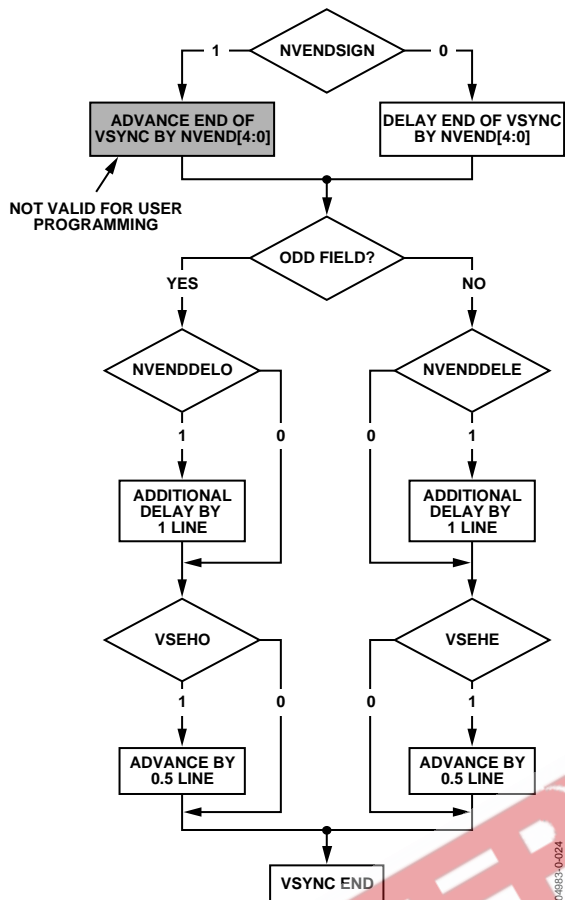 NVENDSIGN
1
0
ADVANCE END OF
VSYNC BY NVEND[4:0]
DELAY END OF VSYNC
BY NVEND[4:0]
NOT VALID FOR USER
PROGRAMMING
ODD FIELD?
YES
NO
NVENDDELO
NVENDDELE
1
0
0
1
ADDITIONAL
DELAY BY
1 LINE
ADDITIONAL
DELAY BY
1 LINE
VSEHO
VSEHE
1
0
0
1
ADVANCE BY
0.5 LINE
ADVANCE BY
0.5 LINE
VSYNC END
04983-0-024